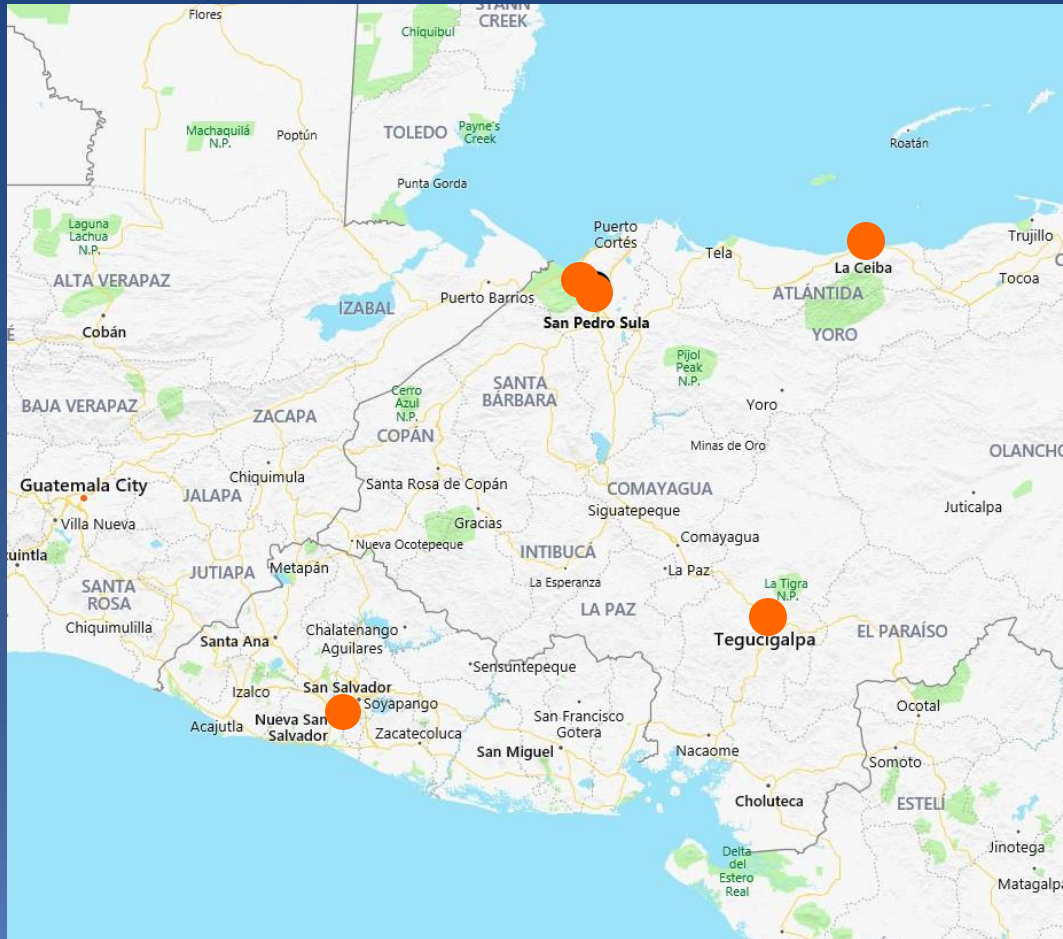 STANN
CREEK
Flores
Chiquibul
Machaquilá
N.P.
Poptún
TOLEDO
Payne's
Creek
Roatán
Punta Gorda
Laguna
Lachua
N.P.
Puerto
Cortés
Tela
Trujillo
La Ceiba
ALTA VERAPAZ
IZABAL
Puerto Barrios
ATLÁNTIDA
Tocoa
Cobán
San Pedro Sula
YORO
Pijol
Peak
N.P.
SANTA
BÁRBARA
Cerro
Azul
N.P.
BAJA VERAPAZ
ZACAPA
Yoro
COPÁN
Minas de Oro
OLANCHO
Chiquimula
Santa Rosa de Copán
COMAYAGUA
Guatemala City
JALAPA
Siguatepeque
Juticalpa
Villa Nueva
Gracias
Comayagua
Nueva Ocotepeque
INTIBUCÁ
uintla
Metapán
JUTIAPA
La Esperanza
La Paz
La Tigra
N.P.
SANTA
ROSA
LA PAZ
Chiquimulilla
Chalatenango
Aguilares
Santa Ana
Tegucigalpa
EL PARAÍSO
Sensuntepeque
Izalco
San Salvador
Soyapango
Ocotal
Acajutla
Nueva San
Salvador
Zacatecoluca
San Francisco
Gotera
San Miguel
Nacaome
Somoto
Choluteca
ESTELÍ
Delta
del
Estero
Real
Jinotega
Matagalpa